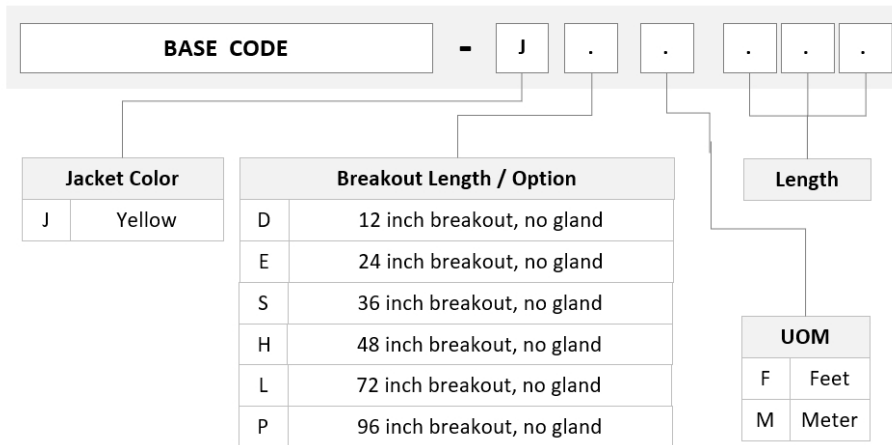 BASE CODE - J . . . . .
Jacket Color
J Yellow
Breakout Length / Option
D 12 inch breakout, no gland
E 24 inch breakout, no gland
S 36 inch breakout, no gland
H 48 inch breakout, no gland
L 72 inch breakout, no gland
P 96 inch breakout, no gland
Length
UOM
F Feet
M Meter